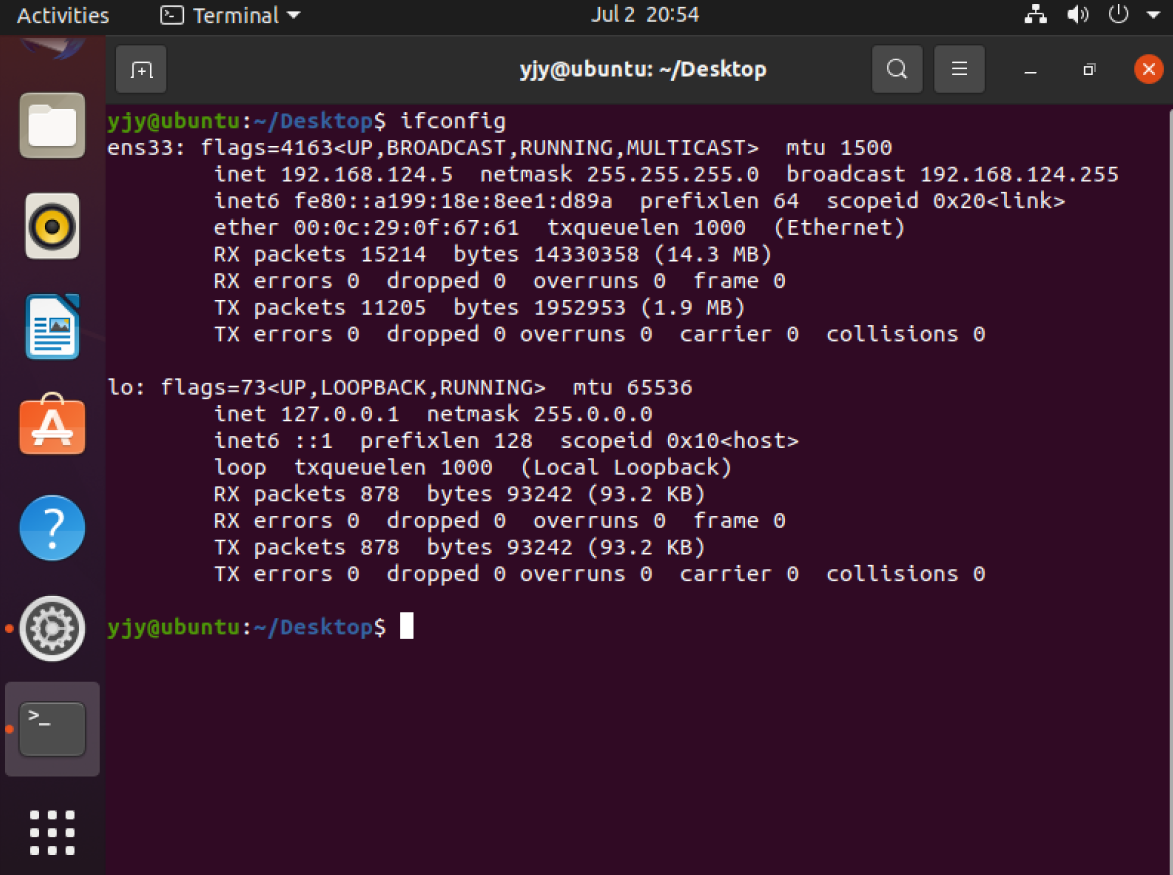 Activities Terminal Jul 2 20:54
yjy@ubuntu: ~/Desktop
yjy@ubuntu:~/Desktop$ ifconfig
ens33: flags=4163<UP,BROADCAST,RUNNING,MULTICAST>  mtu 1500
        inet 192.168.124.5  netmask 255.255.255.0  broadcast 192.168.124.255
        inet6 fe80::a199:18e:8ee1:d89a  prefixlen 64  scopeid 0x20<link>
        ether 00:0c:29:0f:67:61  txqueuelen 1000  (Ethernet)
        RX packets 15214  bytes 14330358 (14.3 MB)
        RX errors 0  dropped 0  overruns 0  frame 0
        TX packets 11205  bytes 1952953 (1.9 MB)
        TX errors 0  dropped 0 overruns 0  carrier 0  collisions 0
lo: flags=73<UP,LOOPBACK,RUNNING>  mtu 65536
        inet 127.0.0.1  netmask 255.0.0.0
        inet6 ::1  prefixlen 128  scopeid 0x10<host>
        loop  txqueuelen 1000  (Local Loopback)
        RX packets 878  bytes 93242 (93.2 KB)
        RX errors 0  dropped 0  overruns 0  frame 0
        TX packets 878  bytes 93242 (93.2 KB)
        TX errors 0  dropped 0 overruns 0  carrier 0  collisions 0
yjy@ubuntu:~/Desktop$